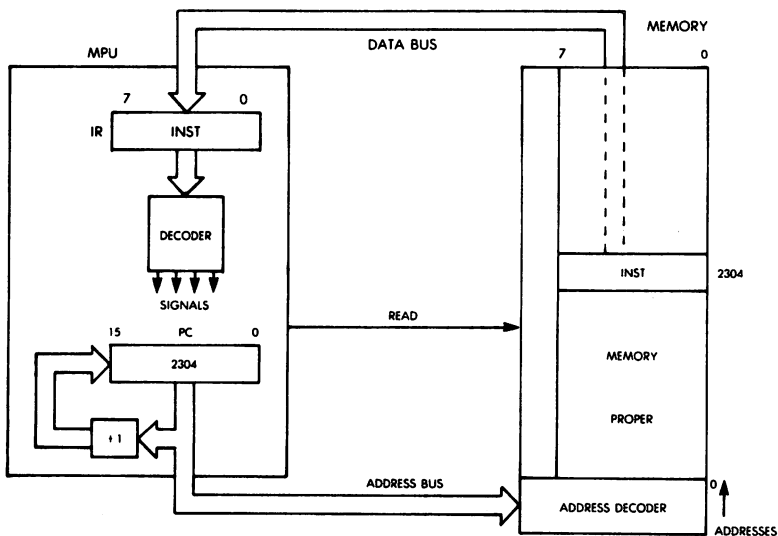 MEMORY
DATA BUS
MPU
7 0
7 0
IR INST
DECODER
INST 2304
SIGNALS
READ
15 PC 0
2304
MEMORY
PROPER
+1
ADDRESS BUS
0
ADDRESS DECODER
ADDRESSES